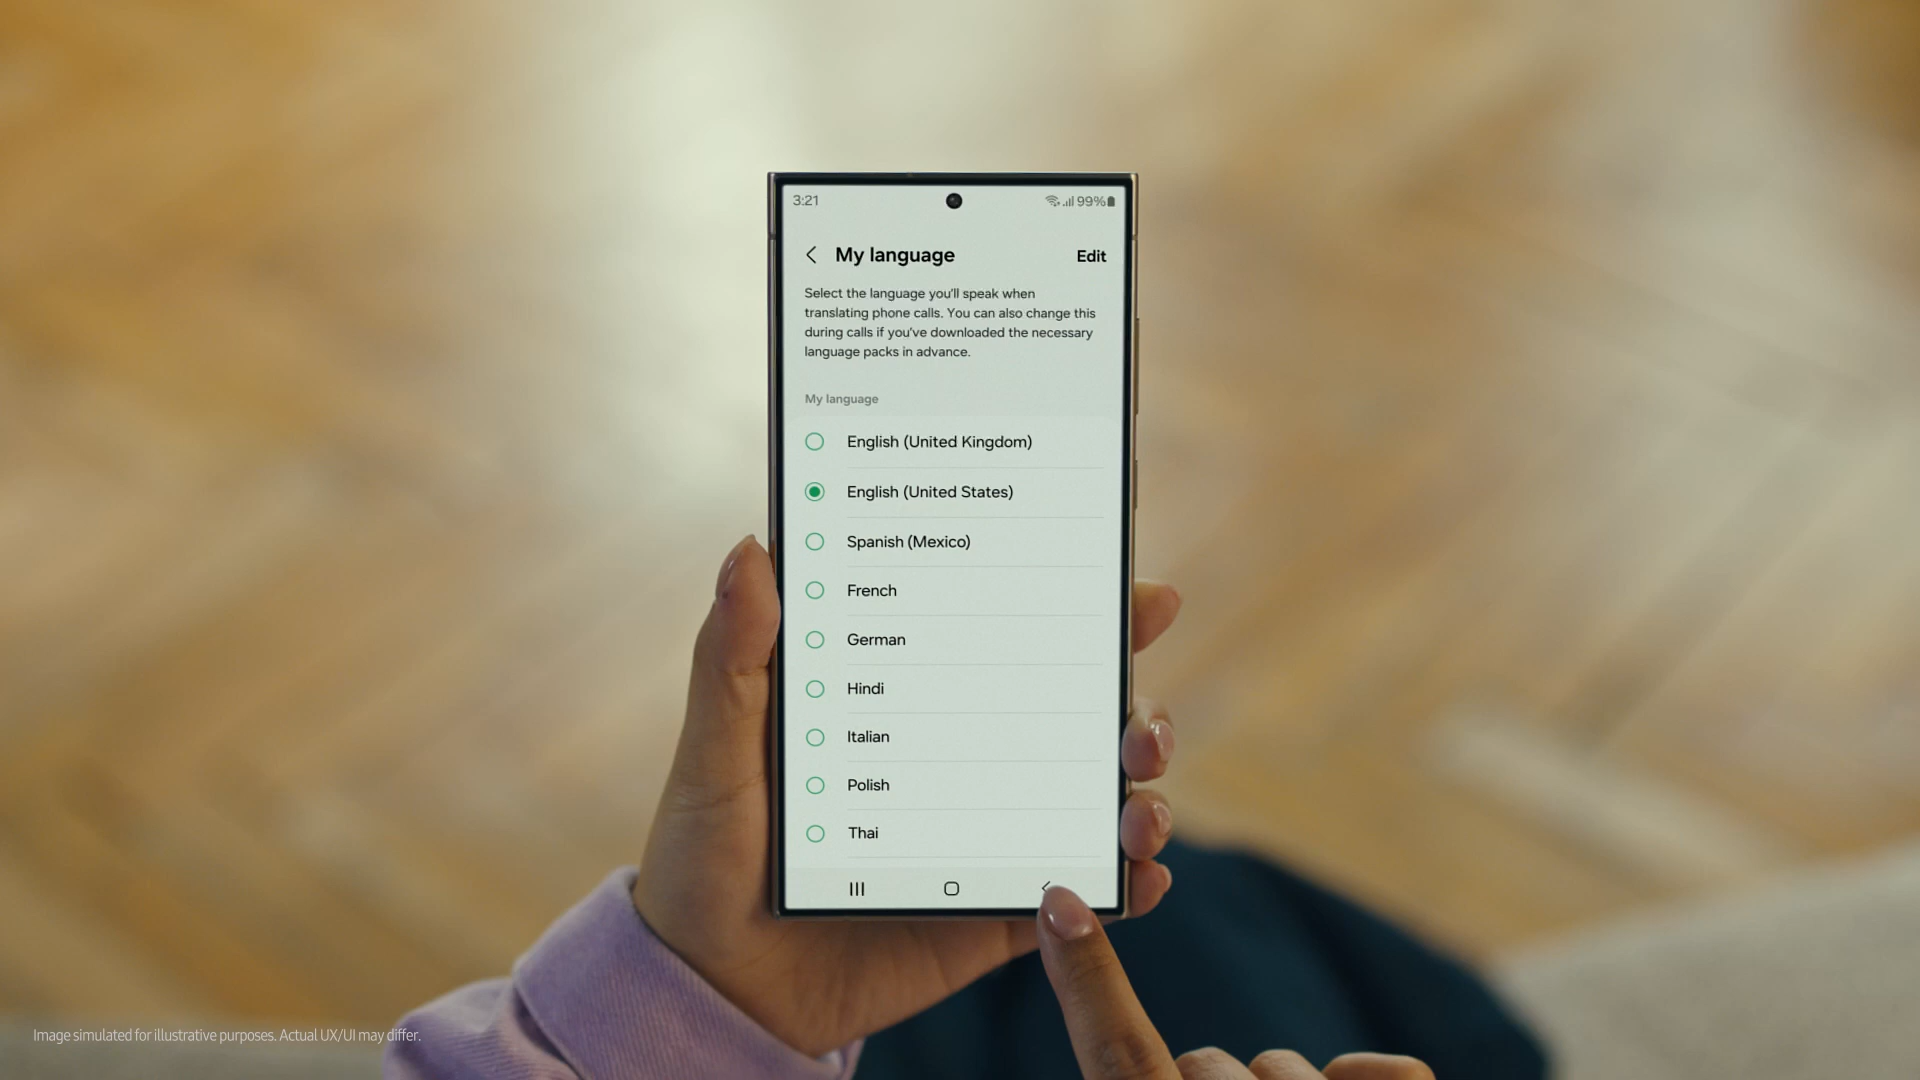 3:21
99%
My language
Edit
Select the language you'll speak when
translating phone calls. You can also change this
during calls if you've downloaded the necessary
language packs in advance.
My language
English (United Kingdom)
English (United States)
Spanish (Mexico)
French
German
Hindi
Italian
Polish
Thai
Image simulated for illustrative purposes. Actual UX/UI may differ.